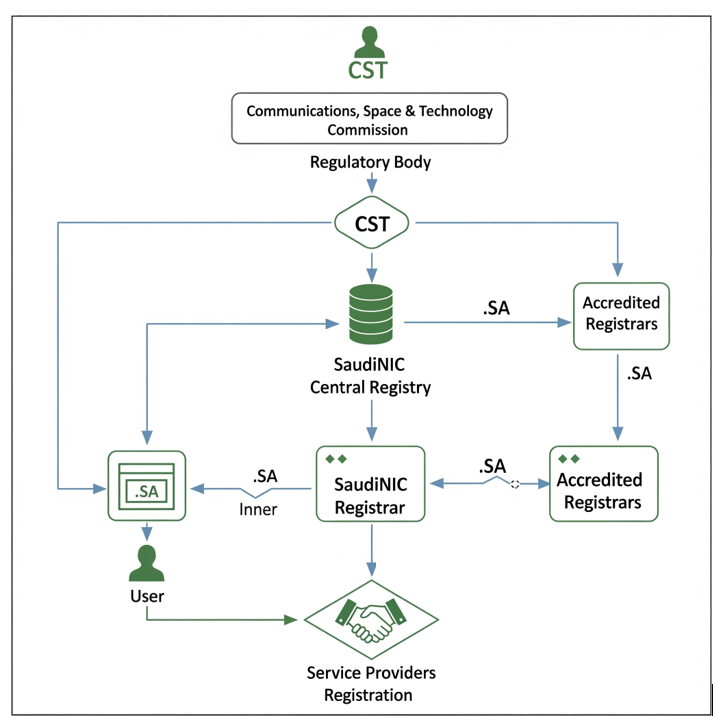 CST
Communications, Space & Technology
Commission
Regulatory Body
CST
.SA
Accredited
Registrars
SaudiNIC
Central Registry
.SA
.SA
.SA
Inner
SaudiNIC
Registrar
.SA
Accredited
Registrars
User
Service Providers
Registration